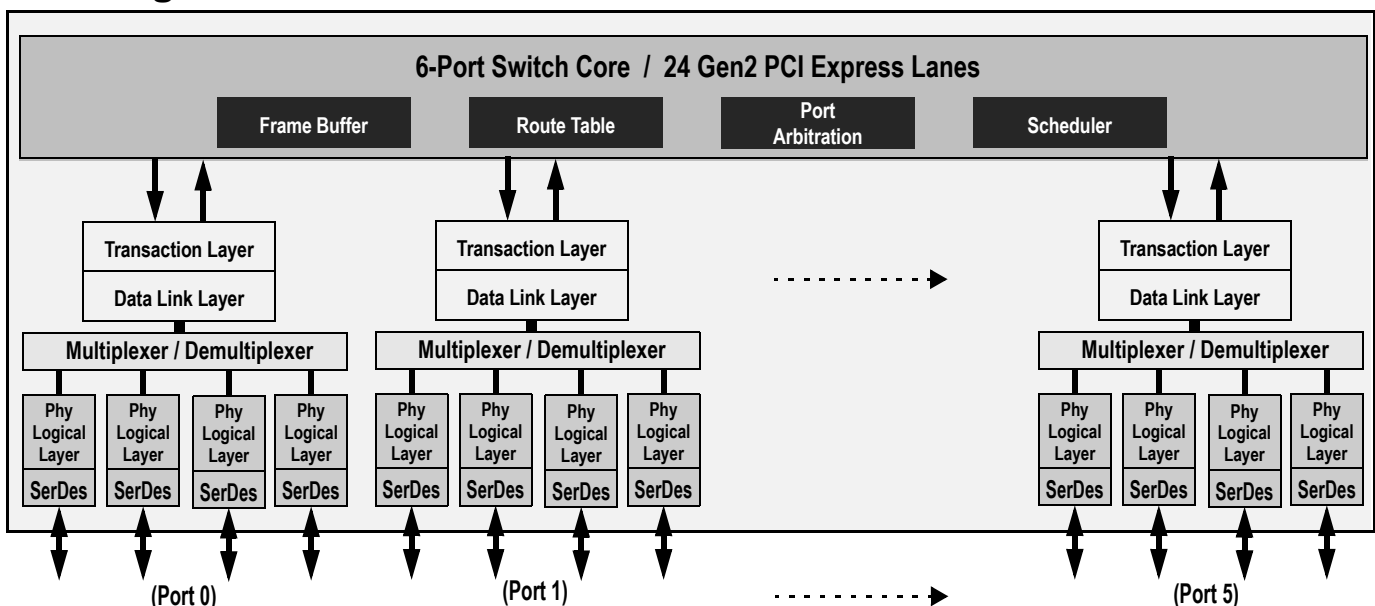 6-Port Switch Core / 24 Gen2 PCI Express Lanes
Frame Buffer
Route Table
Port
Arbitration
Scheduler
Transaction Layer
Data Link Layer
Multiplexer / Demultiplexer
Phy
Logical
Layer
SerDes
Phy
Logical
Layer
SerDes
Phy
Logical
Layer
SerDes
Phy
Logical
Layer
SerDes
(Port 0)
Transaction Layer
Data Link Layer
Multiplexer / Demultiplexer
Phy
Logical
Layer
SerDes
Phy
Logical
Layer
SerDes
Phy
Logical
Layer
SerDes
Phy
Logical
Layer
SerDes
(Port 1)
Transaction Layer
Data Link Layer
Multiplexer / Demultiplexer
Phy
Logical
Layer
SerDes
Phy
Logical
Layer
SerDes
Phy
Logical
Layer
SerDes
Phy
Logical
Layer
SerDes
(Port 5)